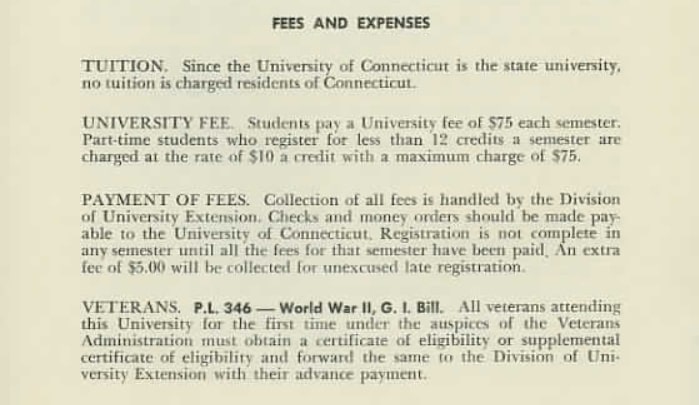 FEES AND EXPENSES
TUITION. Since the University of Connecticut is the state university,
no tuition is charged residents of Connecticut.
UNIVERSITY FEE. Students pay a University fee of $75 each semester.
Part-time students who register for less than 12 credits a semester are
charged at the rate of $10 a credit with a maximum charge of $75.
PAYMENT OF FEES. Collection of all fees is handled by the Division
of University Extension. Checks and money orders should be made pay-
able to the University of Connecticut. Registration is not complete in
any semester until all the fees for that semester have been paid. An extra
fee of $5.00 will be collected for unexcused late registration.
VETERANS. P.L. 346 — World War II, G. I. Bill. All veterans attending
this University for the first time under the auspices of the Veterans
Administration must obtain a certificate of eligibility or supplemental
certificate of eligibility and forward the same to the Division of Uni-
versity Extension with their advance payment.